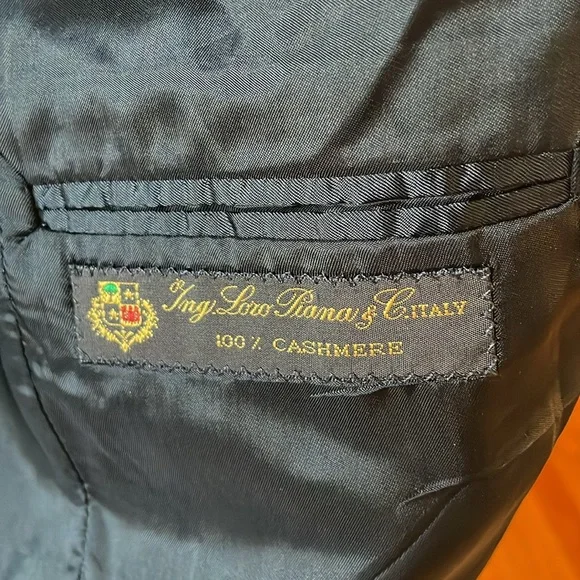 Ing. Loro Piana & C. ITALY
100 % CASHMERE